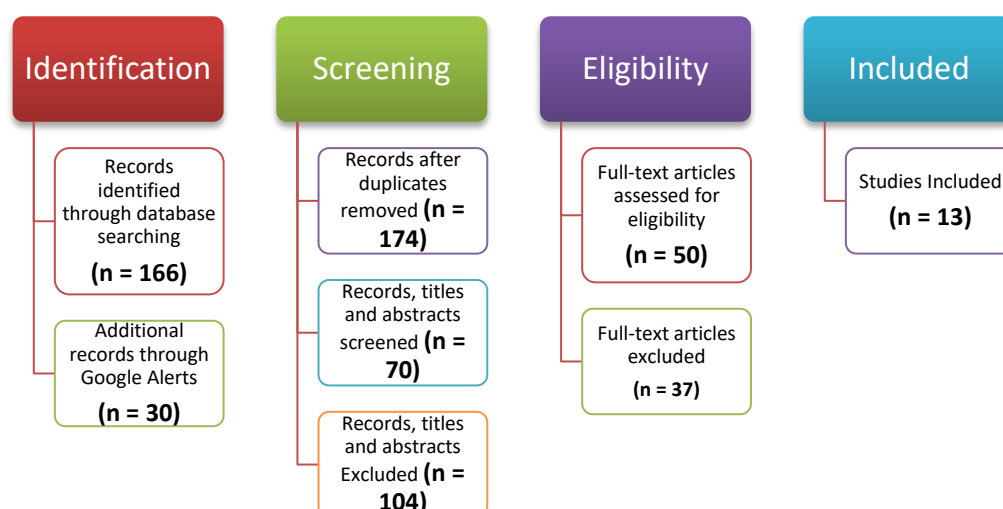 Identification
Records
identified
through database
searching
(n = 166)
Additional
records through
Google Alerts
(n = 30)
Screening
Records after
duplicates
removed (n =
174)
Records, titles
and abstracts
screened (n =
70)
Records, titles
and abstracts
Excluded (n =
104)
Eligibility
Full-text articles
assessed for
eligibility
(n = 50)
Full-text articles
excluded
(n = 37)
Included
Studies Included
(n = 13)